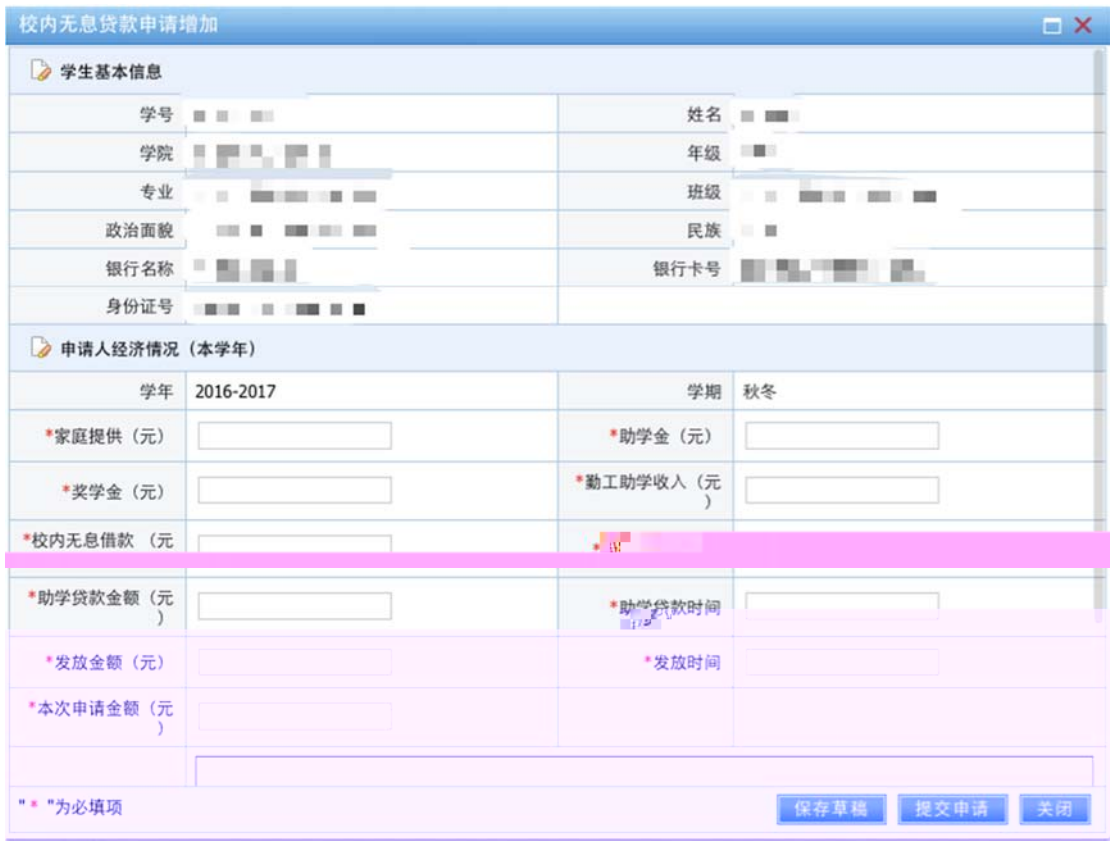 校内无息贷款申请增加
学生基本信息
学号 姓名
学院 年级
专业 班级
政治面貌 民族
银行名称 银行卡号
身份证号
申请人经济情况（本学年）
学年 2016-2017 学期 秋冬
*家庭提供（元） *助学金（元）
*奖学金（元） *勤工助学收入（元
）
*校内无息借款 （元 *
*助学贷款金额（元 *助学贷款时间
）
*发放金额（元） *发放时间
*本次申请金额（元
）
" * "为必填项 保存草稿 提交申请 关闭